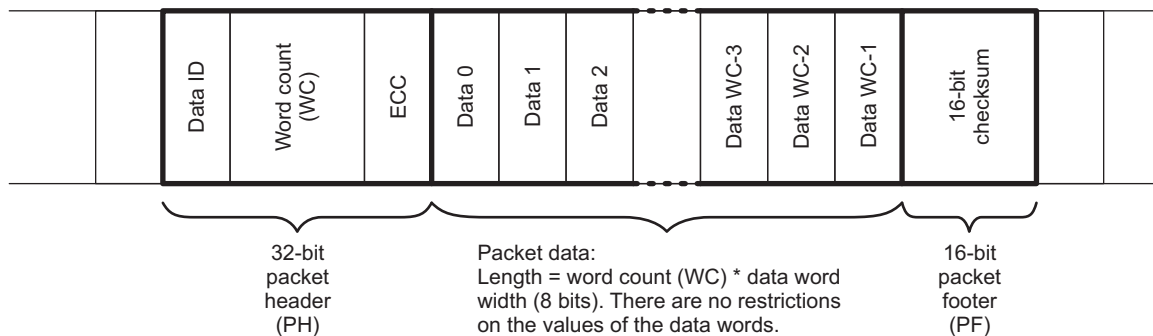 Data ID
Word count
(WC)
ECC
Data 0
Data 1
Data 2
Data WC-3
Data WC-2
Data WC-1
16-bit
checksum
32-bit
packet
header
(PH)
Packet data:
Length = word count (WC) * data word
width (8 bits). There are no restrictions
on the values of the data words.
16-bit
packet
footer
(PF)